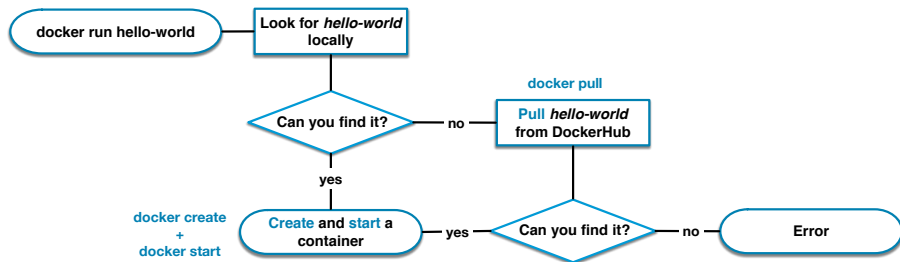 docker run hello-world
Look for hello-world
locally
docker pull
Can you find it?
no
Pull hello-world
from DockerHub
yes
docker create
+
docker start
Create and start a
container
yes
Can you find it?
no
Error